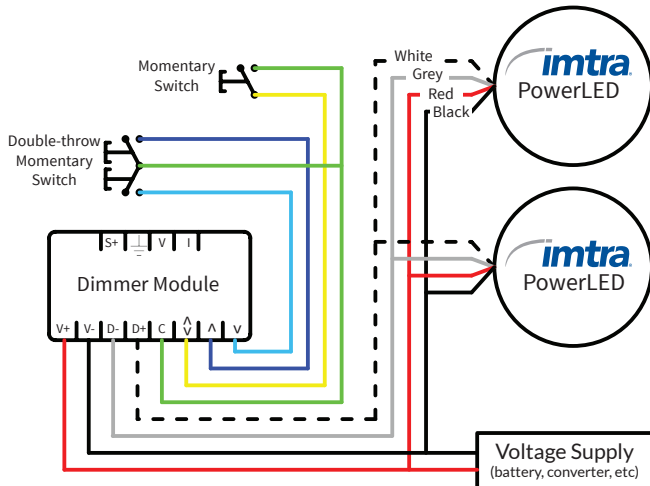 White
Grey
Red
Black
imtra.
PowerLED
Momentary
Switch
Double-throw
Momentary
Switch
imtra.
PowerLED
S+ ⏚ V I
Dimmer Module
V+ V- D- D+ C <> > <
Voltage Supply
(battery, converter, etc)